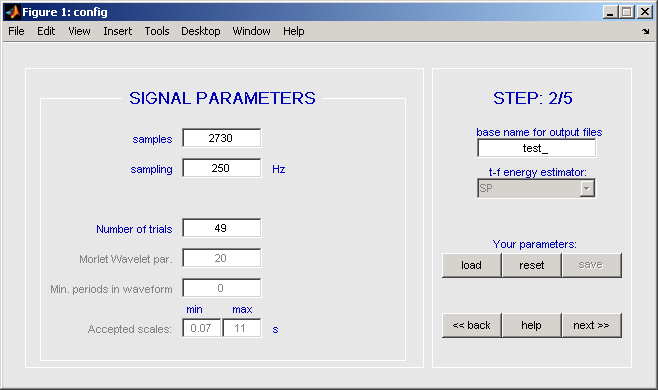 Figure 1: config
File Edit View Insert Tools Desktop Window Help
SIGNAL PARAMETERS
samples 2730
sampling 250 Hz
Number of trials 49
Morlet Wavelet par. 20
Min. periods in waveform 0
min max
Accepted scales: 0.07 11 s
STEP: 2/5
base name for output files
test_
t-f energy estimator:
SP
Your parameters:
load reset save
<< back help next >>